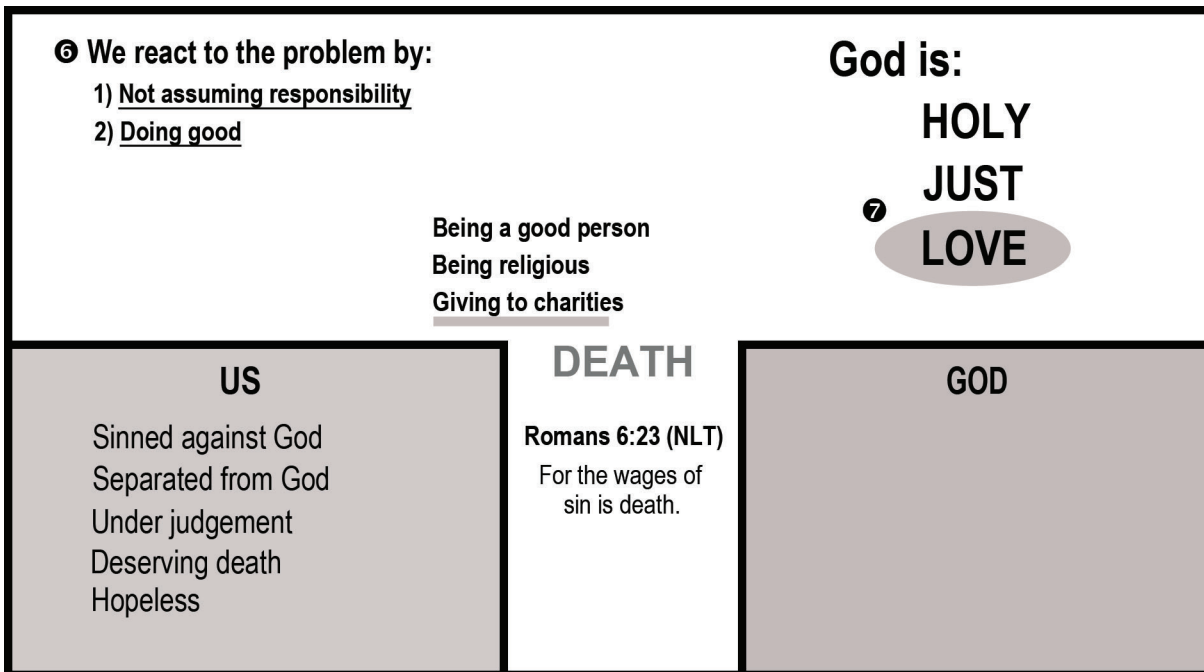 ❻ We react to the problem by:
1) Not assuming responsibility
2) Doing good
God is:
HOLY
JUST
❼
LOVE
Being a good person
Being religious
Giving to charities
US
Sinned against God
Separated from God
Under judgement
Deserving death
Hopeless
DEATH
Romans 6:23 (NLT)
For the wages of
sin is death.
GOD